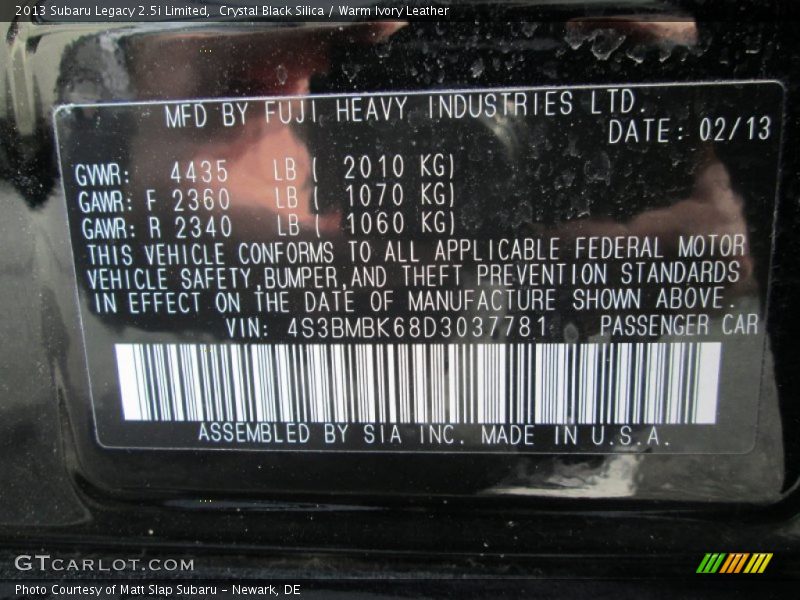 2013 Subaru Legacy 2.5i Limited, Crystal Black Silica / Warm Ivory Leather
MFD BY FUJI HEAVY INDUSTRIES LTD.
DATE: 02/13
GVWR: 4435 LB ( 2010 KG)
GAWR: F 2360 LB ( 1070 KG)
GAWR: R 2340 LB ( 1060 KG)
THIS VEHICLE CONFORMS TO ALL APPLICABLE FEDERAL MOTOR
VEHICLE SAFETY,BUMPER,AND THEFT PREVENTION STANDARDS
IN EFFECT ON THE DATE OF MANUFACTURE SHOWN ABOVE.
VIN: 4S3BMBK68D3037781 PASSENGER CAR
ASSEMBLED BY SIA INC. MADE IN U.S.A.
GTCARLOT.COM
Photo Courtesy of Matt Slap Subaru - Newark, DE